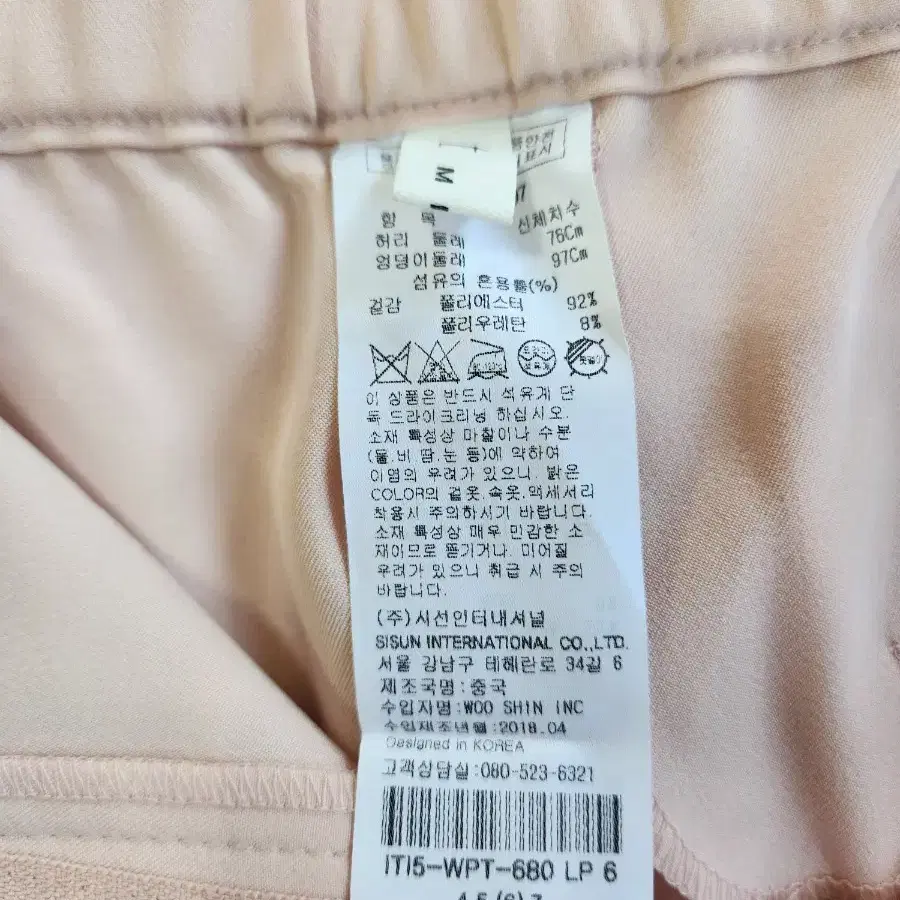 M
항 목 신체치수
허리 둘레 76Cm
엉덩이둘레 97Cm
섬유의 혼용률(%)
겉감 폴리에스터 92%
폴리우레탄 8%
이 상품은 반드시 석유계 단
독 드라이크리닝 하십시오.
소재 특성상 마찰이나 수분
(물.비 땀.눈 등)에 약하여
이염의 우려가 있으니, 밝은
COLOR의 겉옷.속옷.액세서리
착용시 주의하시기 바랍니다.
소재 특성상 매우 민감한 소
재이므로 뜯기거나, 미어질
우려가 있으니 취급 시 주의
바랍니다.
(주)시선인터내셔널
SISUN INTERNATIONAL CO.,LTD.
서울 강남구 테헤란로 34길 6
제조국명:중국
수입자명:WOO SHIN INC
수입제조년월:2018.04
Designed in KOREA
고객상담실:080-523-6321
ITI5-WPT-680 LP 6